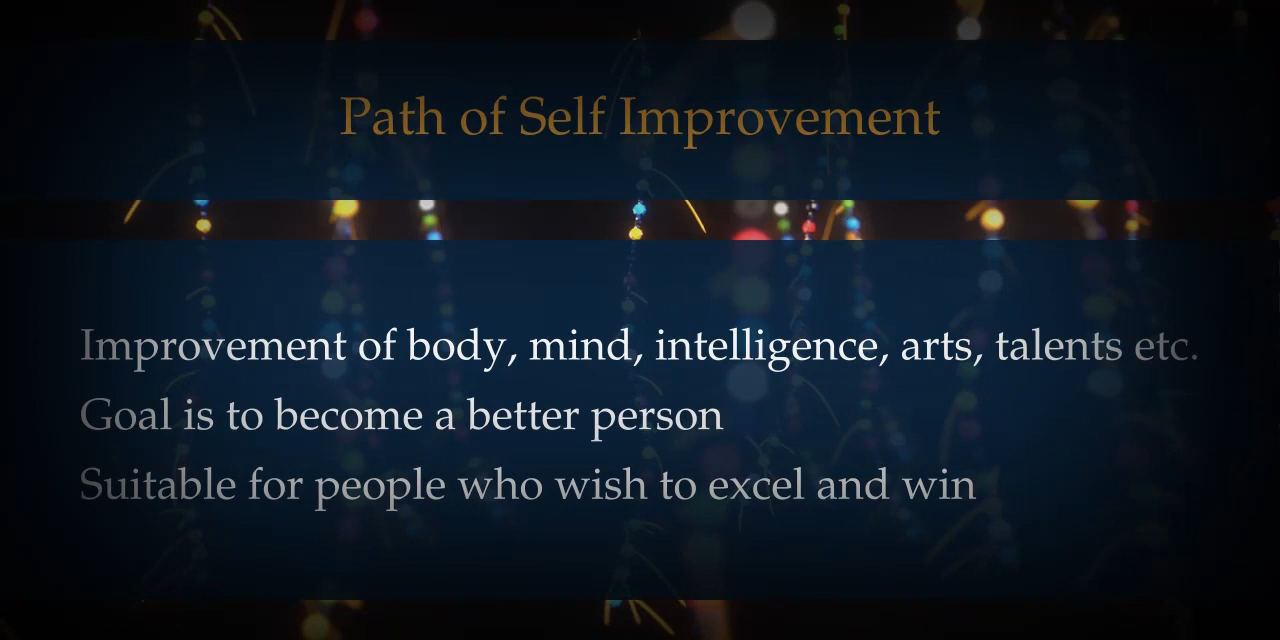 Path of Self Improvement
Improvement of body, mind, intelligence, arts, talents etc.
Goal is to become a better person
Suitable for people who wish to excel and win